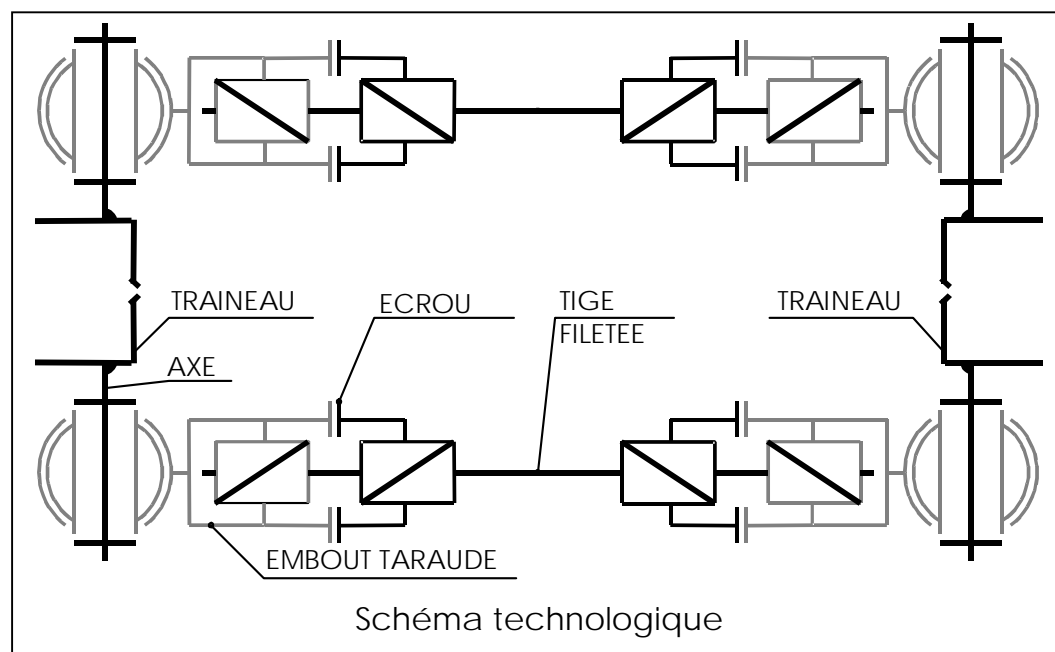 TRAINEAU
ECROU
TIGE
FILETEE
TRAINEAU
AXE
EMBOUT TARAUDE
Schéma technologique